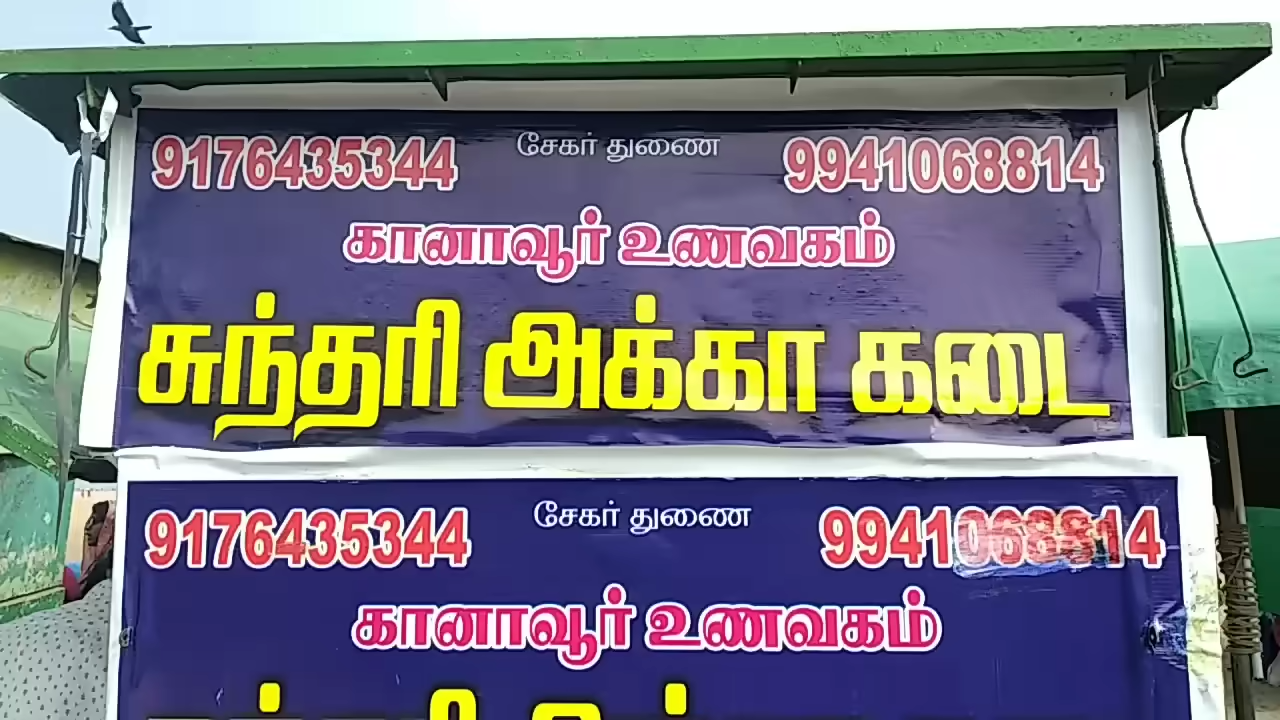 9176435344 சேகர் துணை 9941068814
கானாவூர் உணவகம்
சுந்தரி அக்கா கடை
9176435344 சேகர் துணை 9941068814
கானாவூர் உணவகம்